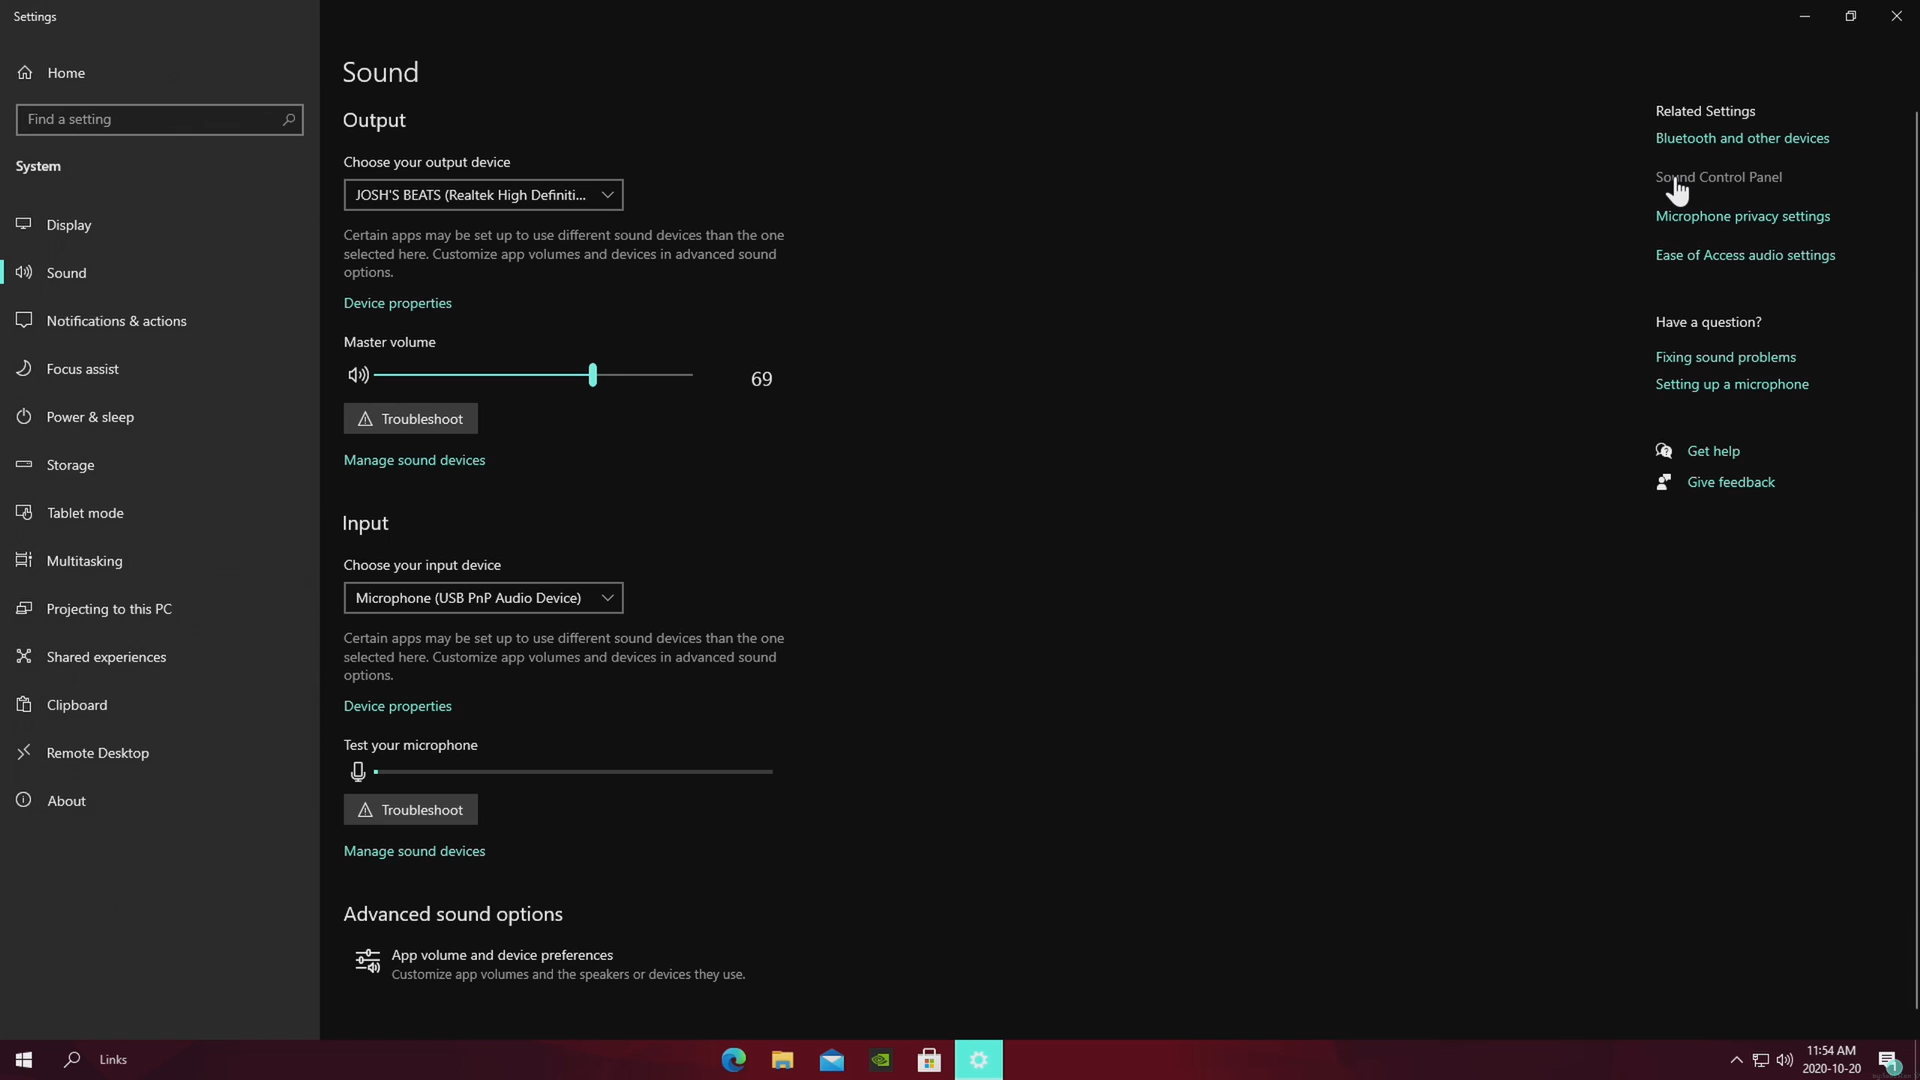 Settings
Home
Find a setting
System
Display
Sound
Notifications & actions
Focus assist
Power & sleep
Storage
Tablet mode
Multitasking
Projecting to this PC
Shared experiences
Clipboard
Remote Desktop
About
Sound
Output
Choose your output device
JOSH'S BEATS (Realtek High Definiti...
Certain apps may be set up to use different sound devices than the one
selected here. Customize app volumes and devices in advanced sound
options.
Device properties
Master volume
69
Troubleshoot
Manage sound devices
Input
Choose your input device
Microphone (USB PnP Audio Device)
Certain apps may be set up to use different sound devices than the one
selected here. Customize app volumes and devices in advanced sound
options.
Device properties
Test your microphone
Troubleshoot
Manage sound devices
Advanced sound options
App volume and device preferences
Customize app volumes and the speakers or devices they use.
Related Settings
Bluetooth and other devices
Sound Control Panel
Microphone privacy settings
Ease of Access audio settings
Have a question?
Fixing sound problems
Setting up a microphone
Get help
Give feedback
Links
11:54 AM
2020-10-20
1